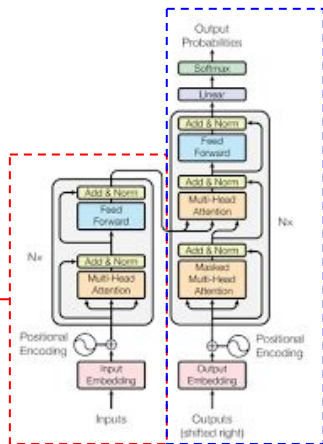 Output
Probabilities
Softmax
Linear
Add & Norm
Feed
Forward
Add & Norm
Multi-Head
Attention
Add & Norm
Masked
Multi-Head
Attention
Nx
Positional
Encoding
Output
Embedding
Outputs
(shifted right)
Add & Norm
Feed
Forward
Nx
Add & Norm
Multi-Head
Attention
Positional
Encoding
Input
Embedding
Inputs